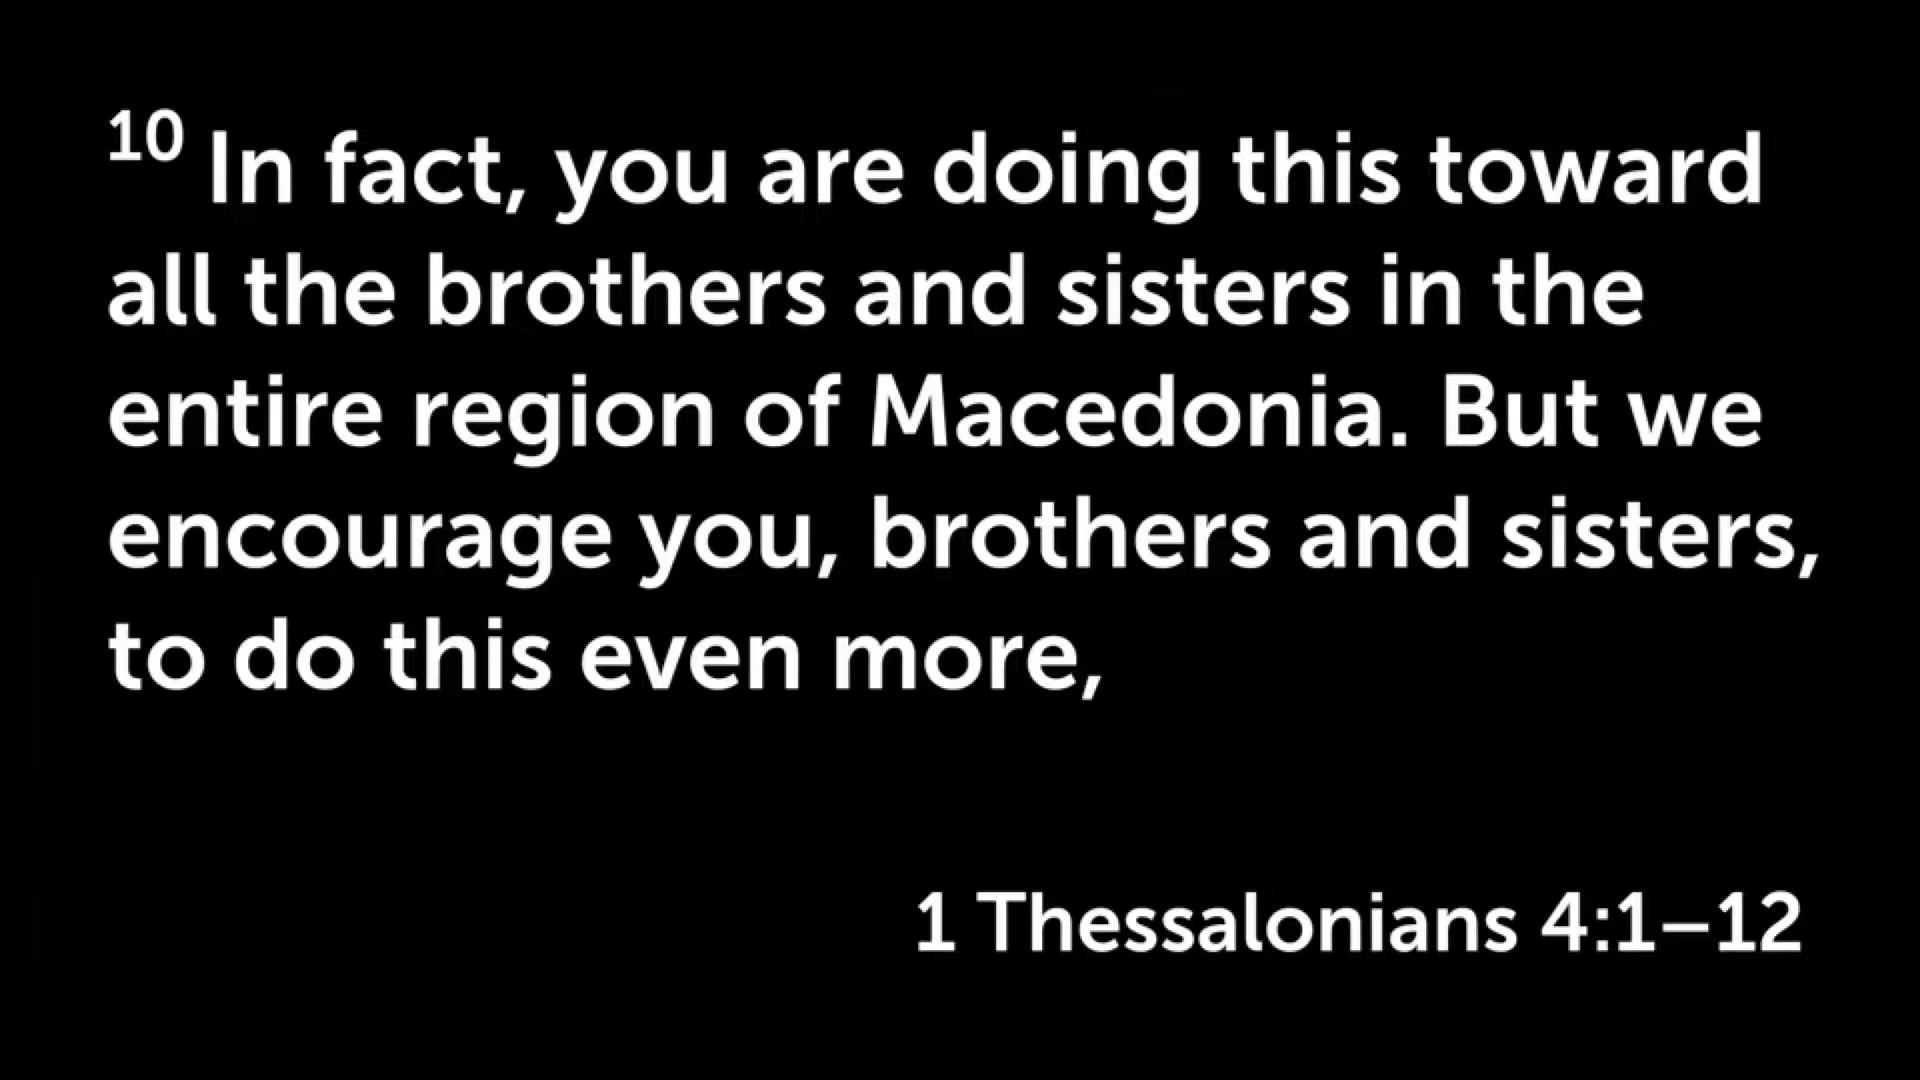 10 In fact, you are doing this toward
all the brothers and sisters in the
entire region of Macedonia. But we
encourage you, brothers and sisters,
to do this even more,
1 Thessalonians 4:1–12